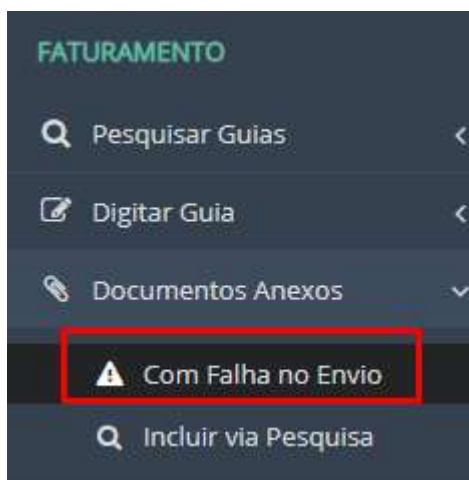 FATURAMENTO
Pesquisar Guias
Digitar Guia
Documentos Anexos
Com Falha no Envio
Incluir via Pesquisa